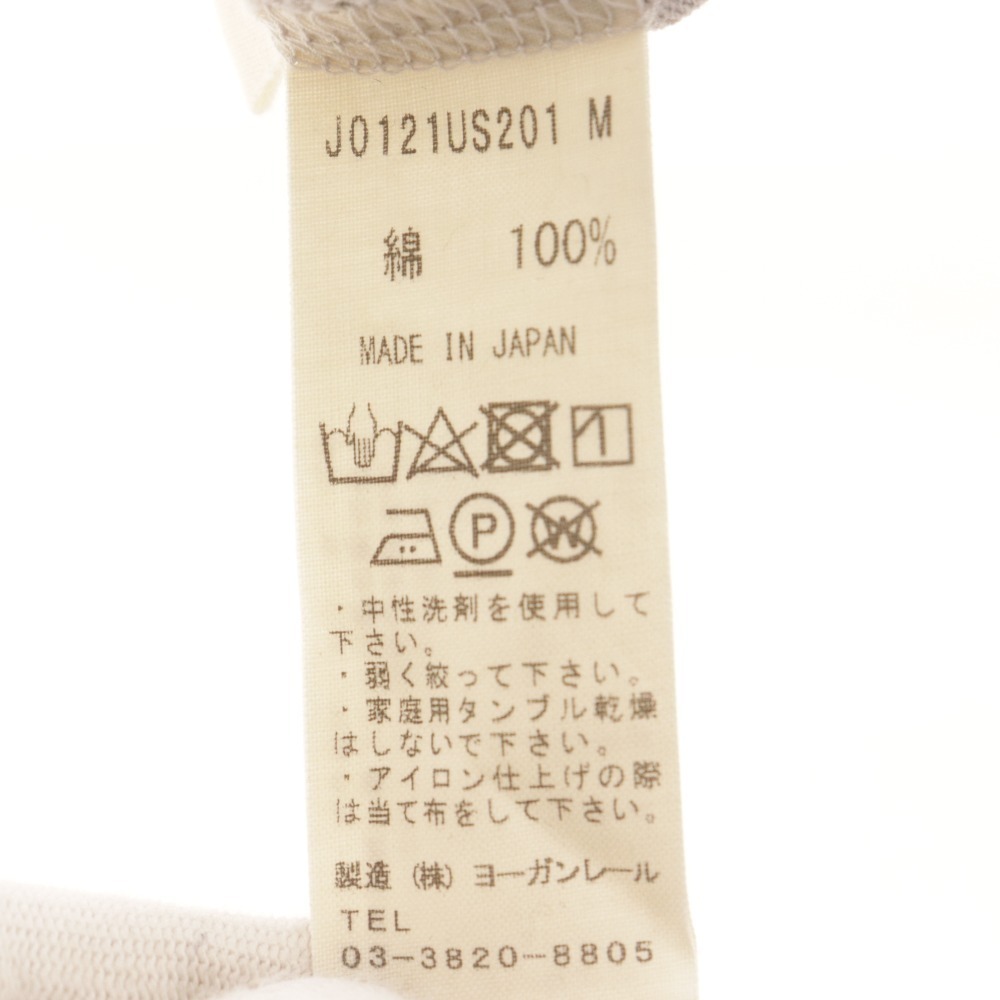 J0121US201 M
綿 100%
MADE IN JAPAN
P W
・中性洗剤を使用して
下さい。
・弱く絞って下さい。
・家庭用タンブル乾燥
はしないで下さい。
・アイロン仕上げの際
は当て布をして下さい。
製造 (株) ヨーガンレール
TEL
03-3820-8805